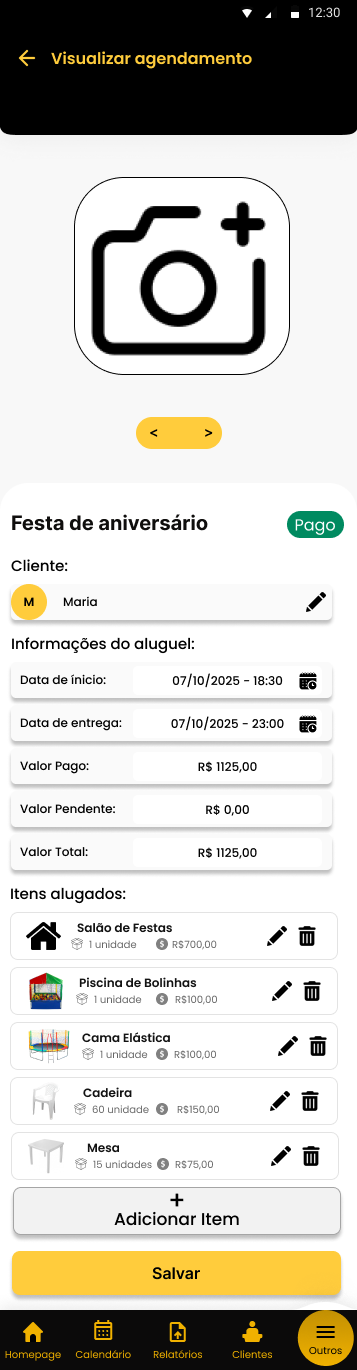 12:30
Visualizar agendamento
< >
Festa de aniversário
Pago
Cliente:
M Maria
Informações do aluguel:
Data de ínicio: 07/10/2025 - 18:30
Data de entrega: 07/10/2025 - 23:00
Valor Pago: R$ 1125,00
Valor Pendente: R$ 0,00
Valor Total: R$ 1125,00
Itens alugados:
Salão de Festas
1 unidade $ R$700,00
Piscina de Bolinhas
1 unidade $ R$100,00
Cama Elástica
1 unidade $ R$100,00
Cadeira
60 unidade $ R$150,00
Mesa
15 unidades $ R$75,00
+
Adicionar Item
Salvar
Homepage Calendário Relatórios Clientes Outros